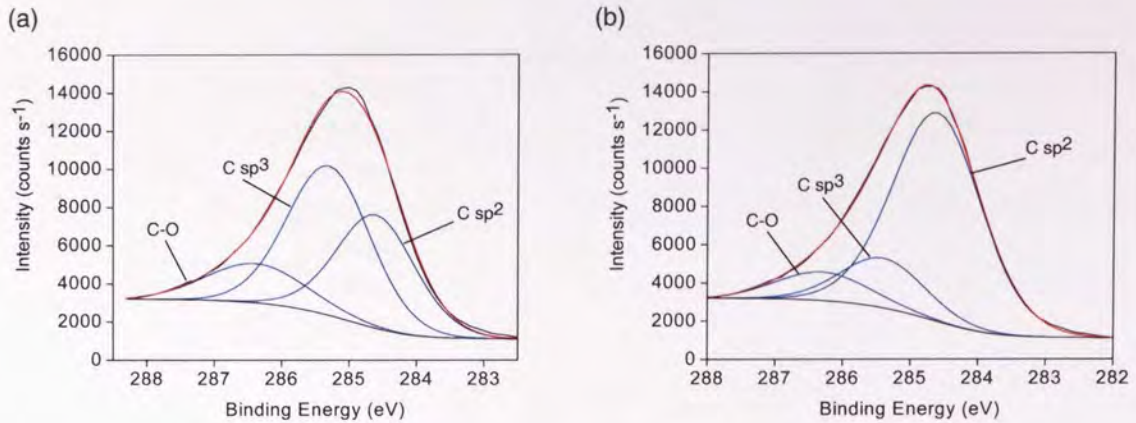 (a)
16000
14000
12000
10000
8000
6000
4000
2000
0
Intensity (counts s⁻¹)
C-O
C sp³
C sp²
288 287 286 285 284 283
Binding Energy (eV)
(b)
16000
14000
12000
10000
8000
6000
4000
2000
0
Intensity (counts s⁻¹)
C-O
C sp³
C sp²
288 287 286 285 284 283 282
Binding Energy (eV)